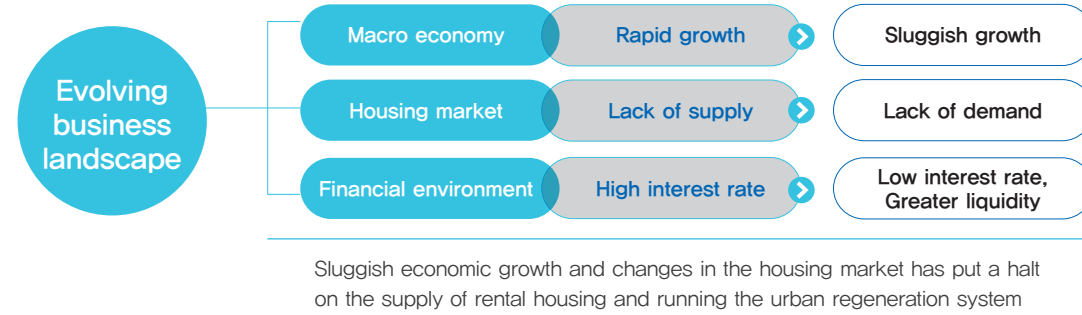 Evolving
business
landscape
Macro economy
Rapid growth
Sluggish growth
Housing market
Lack of supply
Lack of demand
Financial environment
High interest rate
Low interest rate,
Greater liquidity
Sluggish economic growth and changes in the housing market has put a halt
on the supply of rental housing and running the urban regeneration system